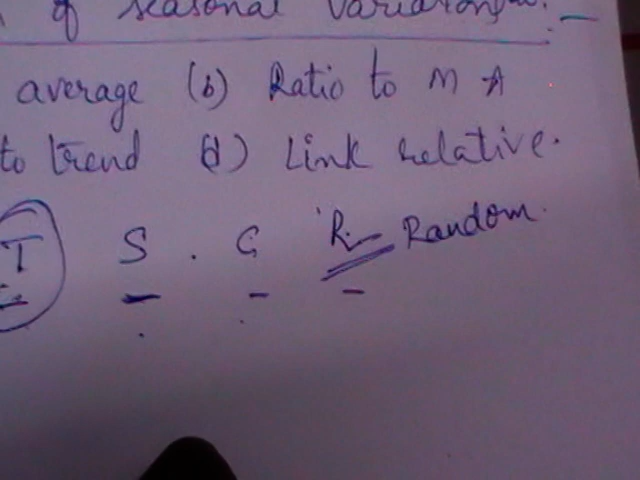 of seasonal variations:-
average (b) Ratio to M A
to trend (d) Link relative.
T S . C R Random.